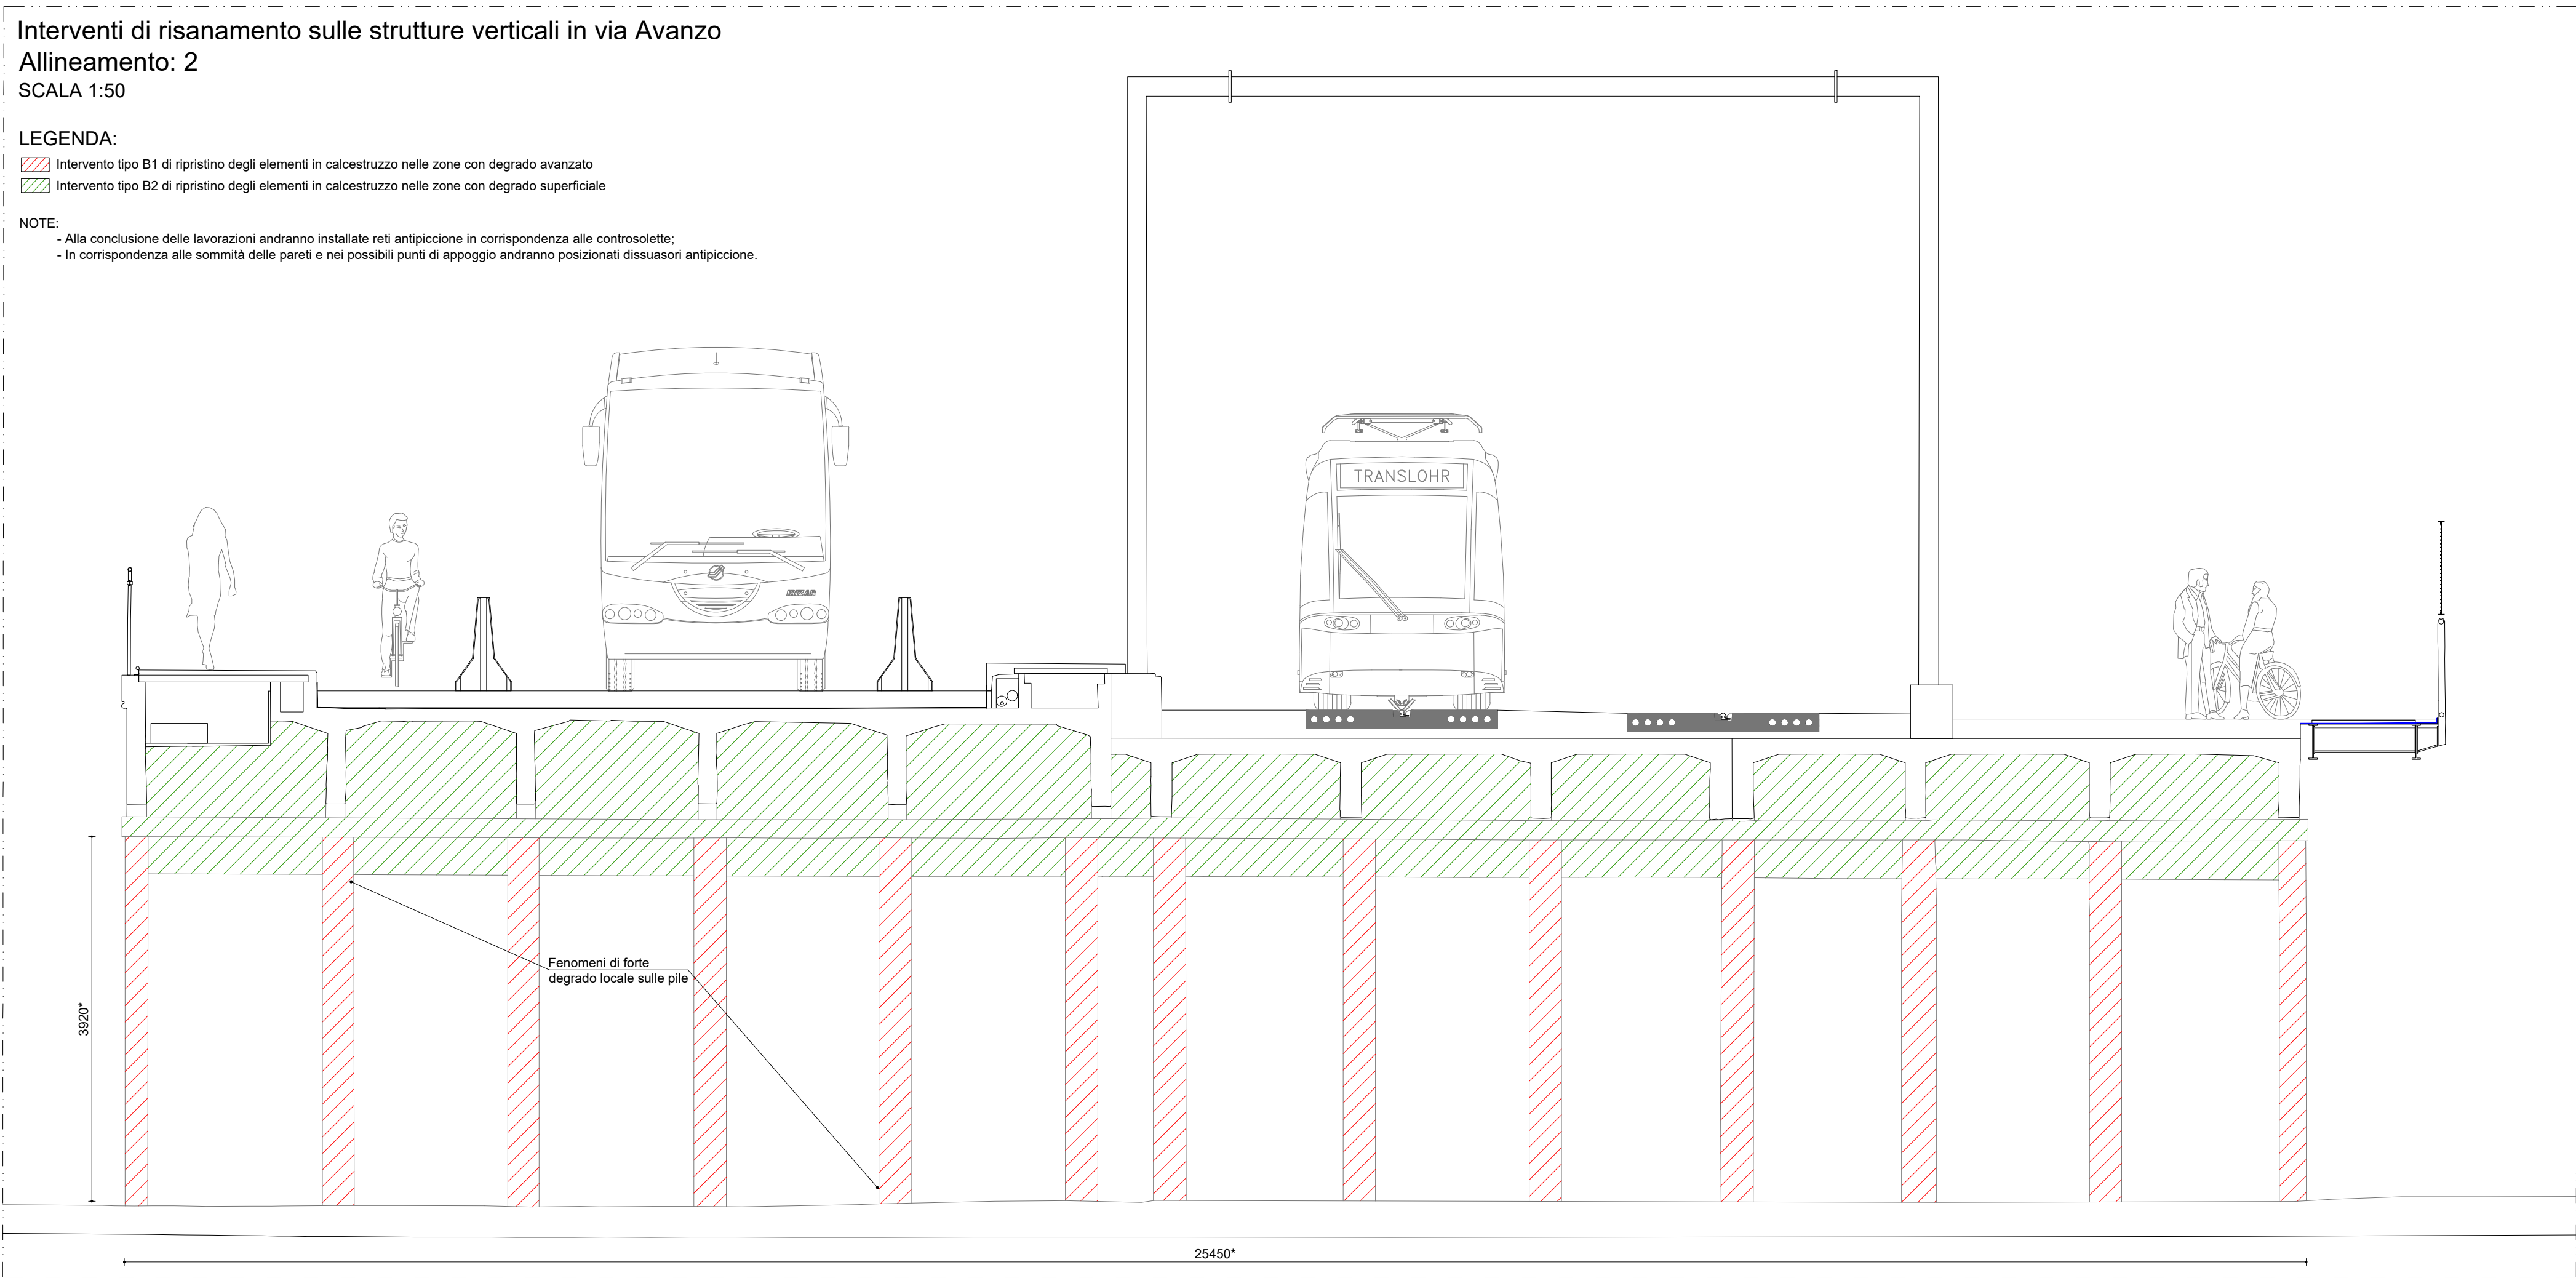 Interventi di risanamento sulle strutture verticali in via Avanzo
Allineamento: 2
SCALA 1:50
LEGENDA:
Intervento tipo B1 di ripristino degli elementi in calcestruzzo nelle zone con degrado avanzato
Intervento tipo B2 di ripristino degli elementi in calcestruzzo nelle zone con degrado superficiale
NOTE:
- Alla conclusione delle lavorazioni andranno installate reti antipiccione in corrispondenza alle controsolette;
- In corrispondenza alle sommità delle pareti e nei possibili punti di appoggio andranno posizionati dissuasori antipiccione.
TRANSLOHR
IRIZAR
Fenomeni di forte
degrado locale sulle pile
3920*
25450*